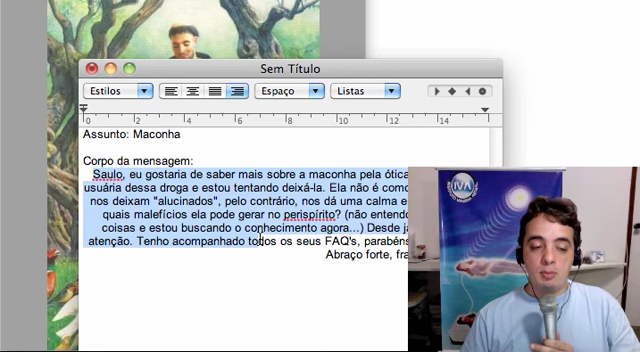 Sem Título
Estilos
Espaço
Listas
0 2 4 6 8 10 12 14
Assunto: Maconha
Corpo da mensagem:
Saulo, eu gostaria de saber mais sobre a maconha pela ótica
usuária dessa droga e estou tentando deixá-la. Ela não é como
nos deixam "alucinados", pelo contrário, nos dá uma calma e
quais malefícios ela pode gerar no perispírito? (não entendo
coisas e estou buscando o conhecimento agora...) Desde já
atenção. Tenho acompanhado todos os seus FAQ's, parabéns
Abraço forte, fra
IVA